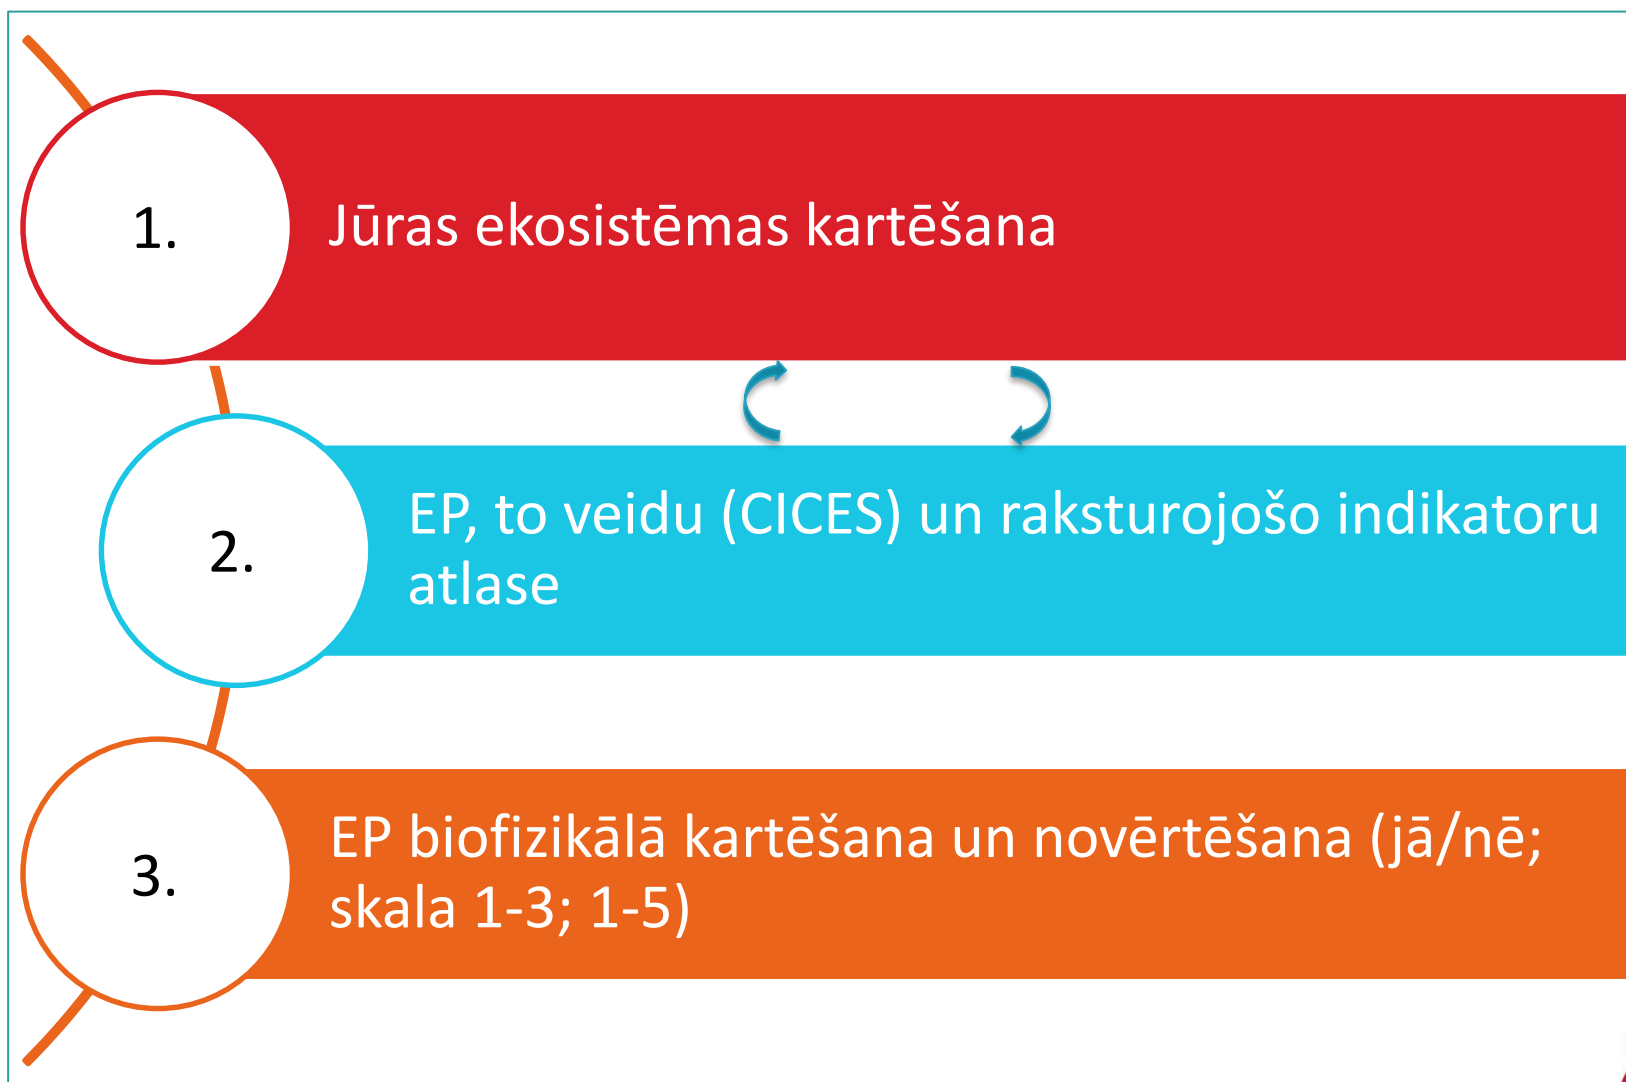 1.
Jūras ekosistēmas kartēšana
2.
EP, to veidu (CICES) un raksturojošo indikatoru
atlase
3.
EP biofizikālā kartēšana un novērtēšana (jā/nē;
skala 1-3; 1-5)